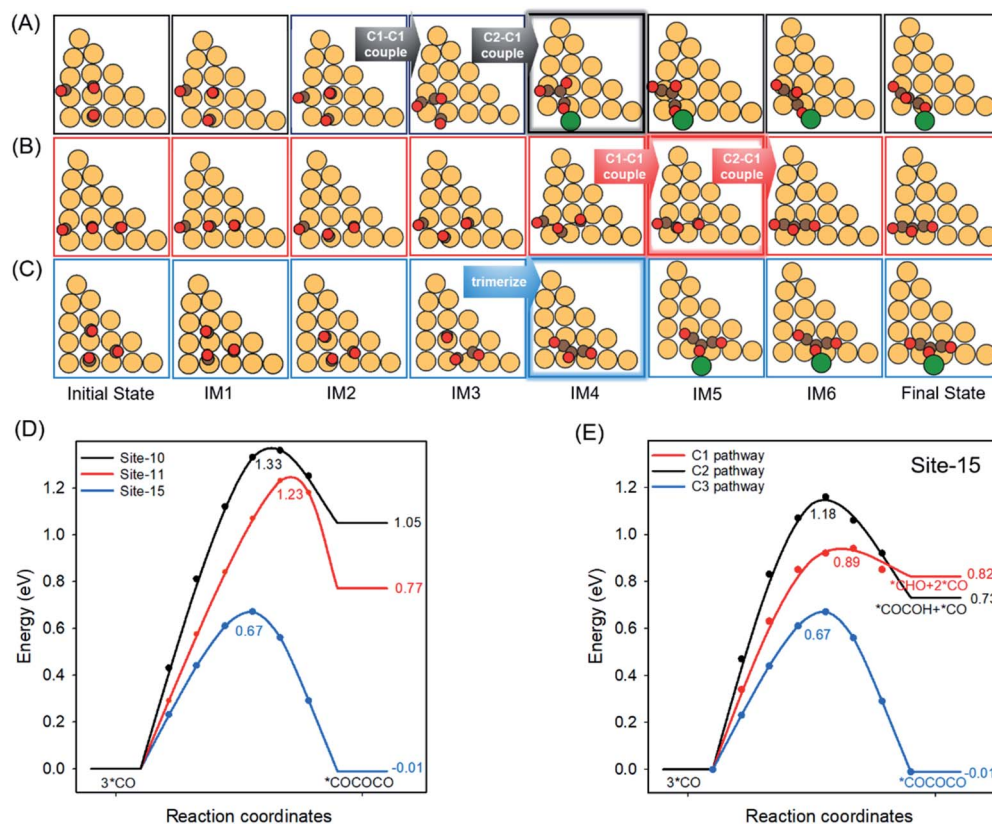 (A)
C1-C1
couple
C2-C1
couple
(B)
C1-C1
couple
C2-C1
couple
(C)
trimerize
Initial State IM1 IM2 IM3 IM4 IM5 IM6 Final State
(D)
Site-10
Site-11
Site-15
1.33
1.23
0.67
1.05
0.77
-0.01
3*CO
*COCOCO
1.2
1.0
0.8
0.6
0.4
0.2
0.0
Energy (eV)
Reaction coordinates
(E)
C1 pathway
C2 pathway
C3 pathway
Site-15
1.18
0.89
0.67
0.82
*CHO+2*CO
0.73
*COCOH+*CO
-0.01
3*CO
*COCOCO
1.2
1.0
0.8
0.6
0.4
0.2
0.0
Energy (eV)
Reaction coordinates